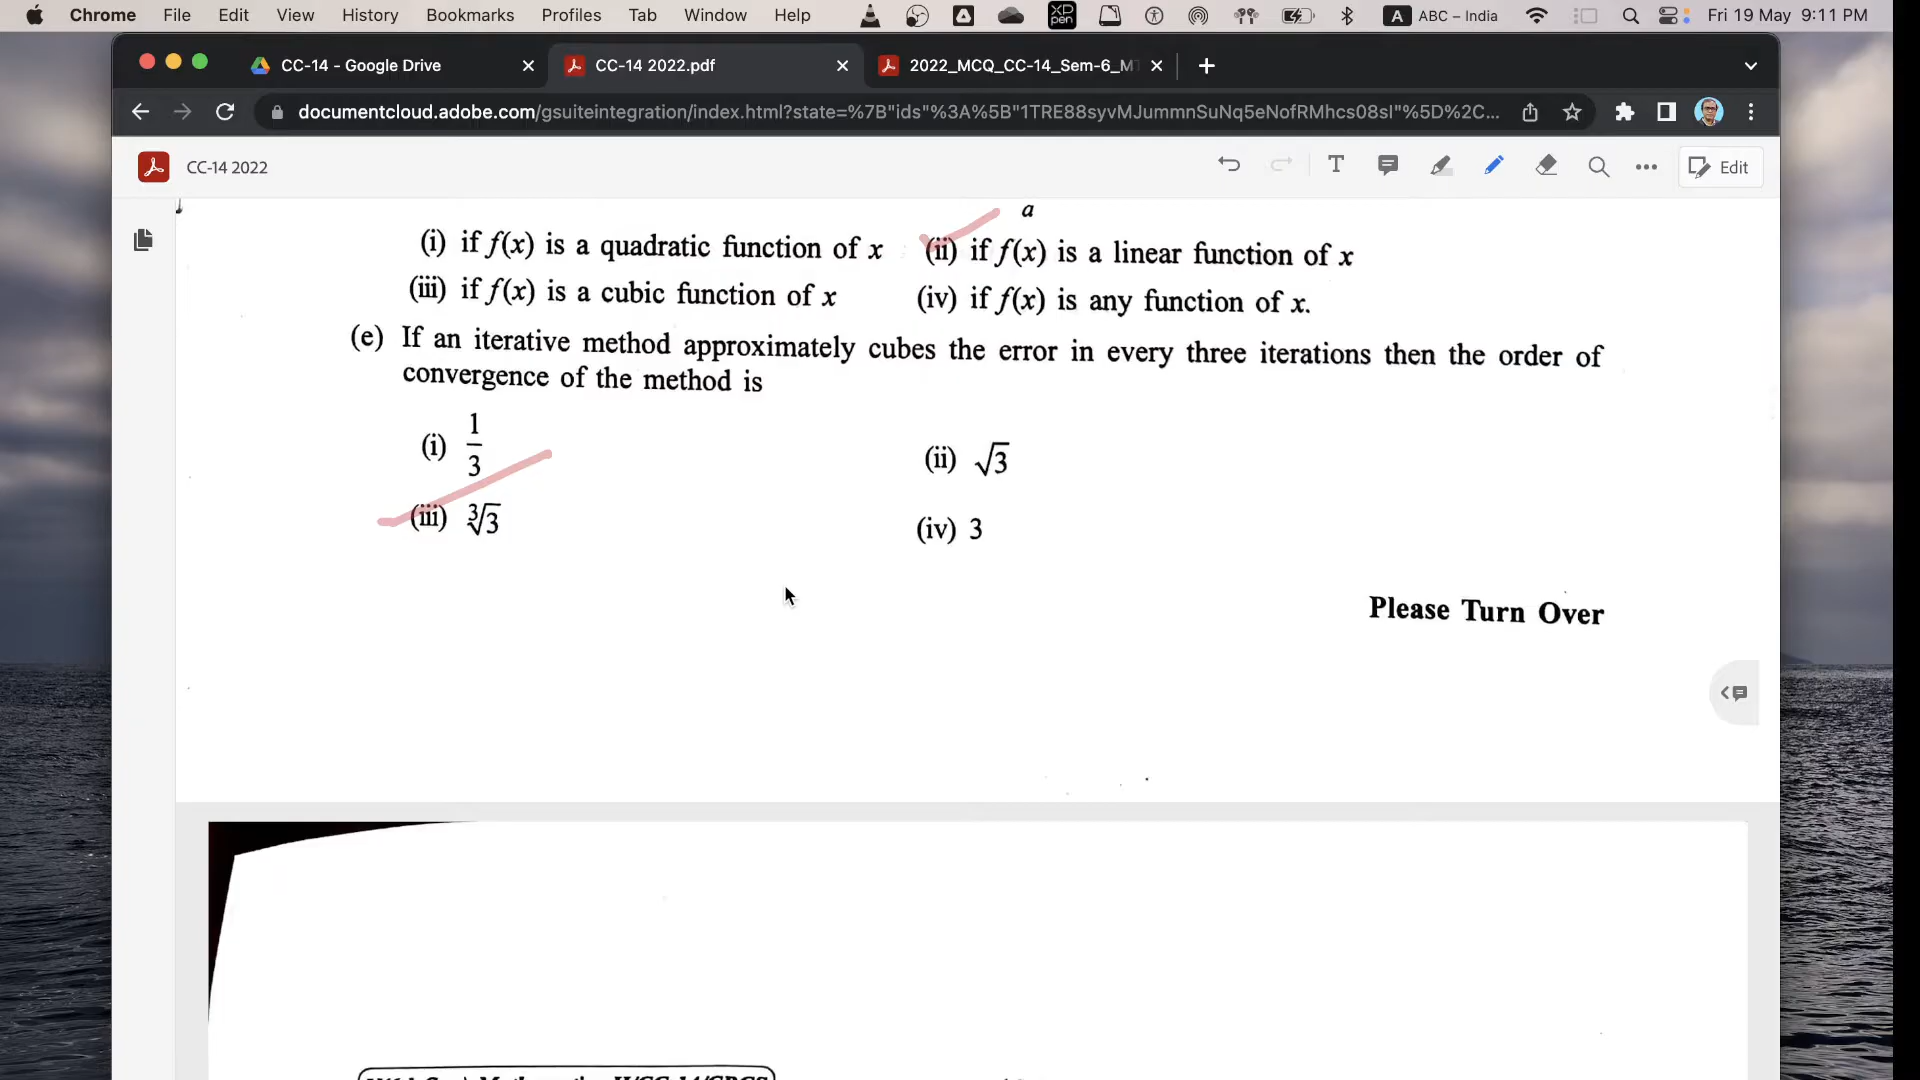 Chrome File Edit View History Bookmarks Profiles Tab Window Help XP pen A ABC – India Fri 19 May 9:11 PM
CC-14 - Google Drive CC-14 2022.pdf 2022_MCQ_CC-14_Sem-6_M
documentcloud.adobe.com/gsuiteintegration/index.html?state=%7B"ids"%3A%5B"1TRE88syvMJummnSuNq5eNofRMhcs08sI"%5D%2C...
CC-14 2022 T Edit
a
(i) if f(x) is a quadratic function of x (ii) if f(x) is a linear function of x
(iii) if f(x) is a cubic function of x (iv) if f(x) is any function of x.
(e) If an iterative method approximately cubes the error in every three iterations then the order of
convergence of the method is
(i) 1/3 (ii) √3
(iii) ∛3 (iv) 3
Please Turn Over